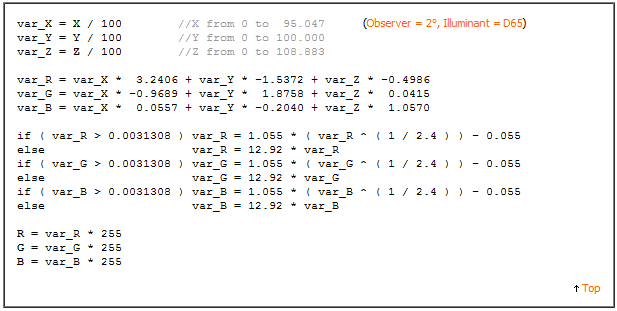 var_X = X / 100        //X from 0 to  95.047      (Observer = 2°, Illuminant = D65)
var_Y = Y / 100        //Y from 0 to 100.000
var_Z = Z / 100        //Z from 0 to 108.883
var_R = var_X *  3.2406 + var_Y * -1.5372 + var_Z * -0.4986
var_G = var_X * -0.9689 + var_Y *  1.8758 + var_Z *  0.0415
var_B = var_X *  0.0557 + var_Y * -0.2040 + var_Z *  1.0570
if ( var_R > 0.0031308 ) var_R = 1.055 * ( var_R ^ ( 1 / 2.4 ) ) - 0.055
else                     var_R = 12.92 * var_R
if ( var_G > 0.0031308 ) var_G = 1.055 * ( var_G ^ ( 1 / 2.4 ) ) - 0.055
else                     var_G = 12.92 * var_G
if ( var_B > 0.0031308 ) var_B = 1.055 * ( var_B ^ ( 1 / 2.4 ) ) - 0.055
else                     var_B = 12.92 * var_B
R = var_R * 255
G = var_G * 255
B = var_B * 255
↑ Top